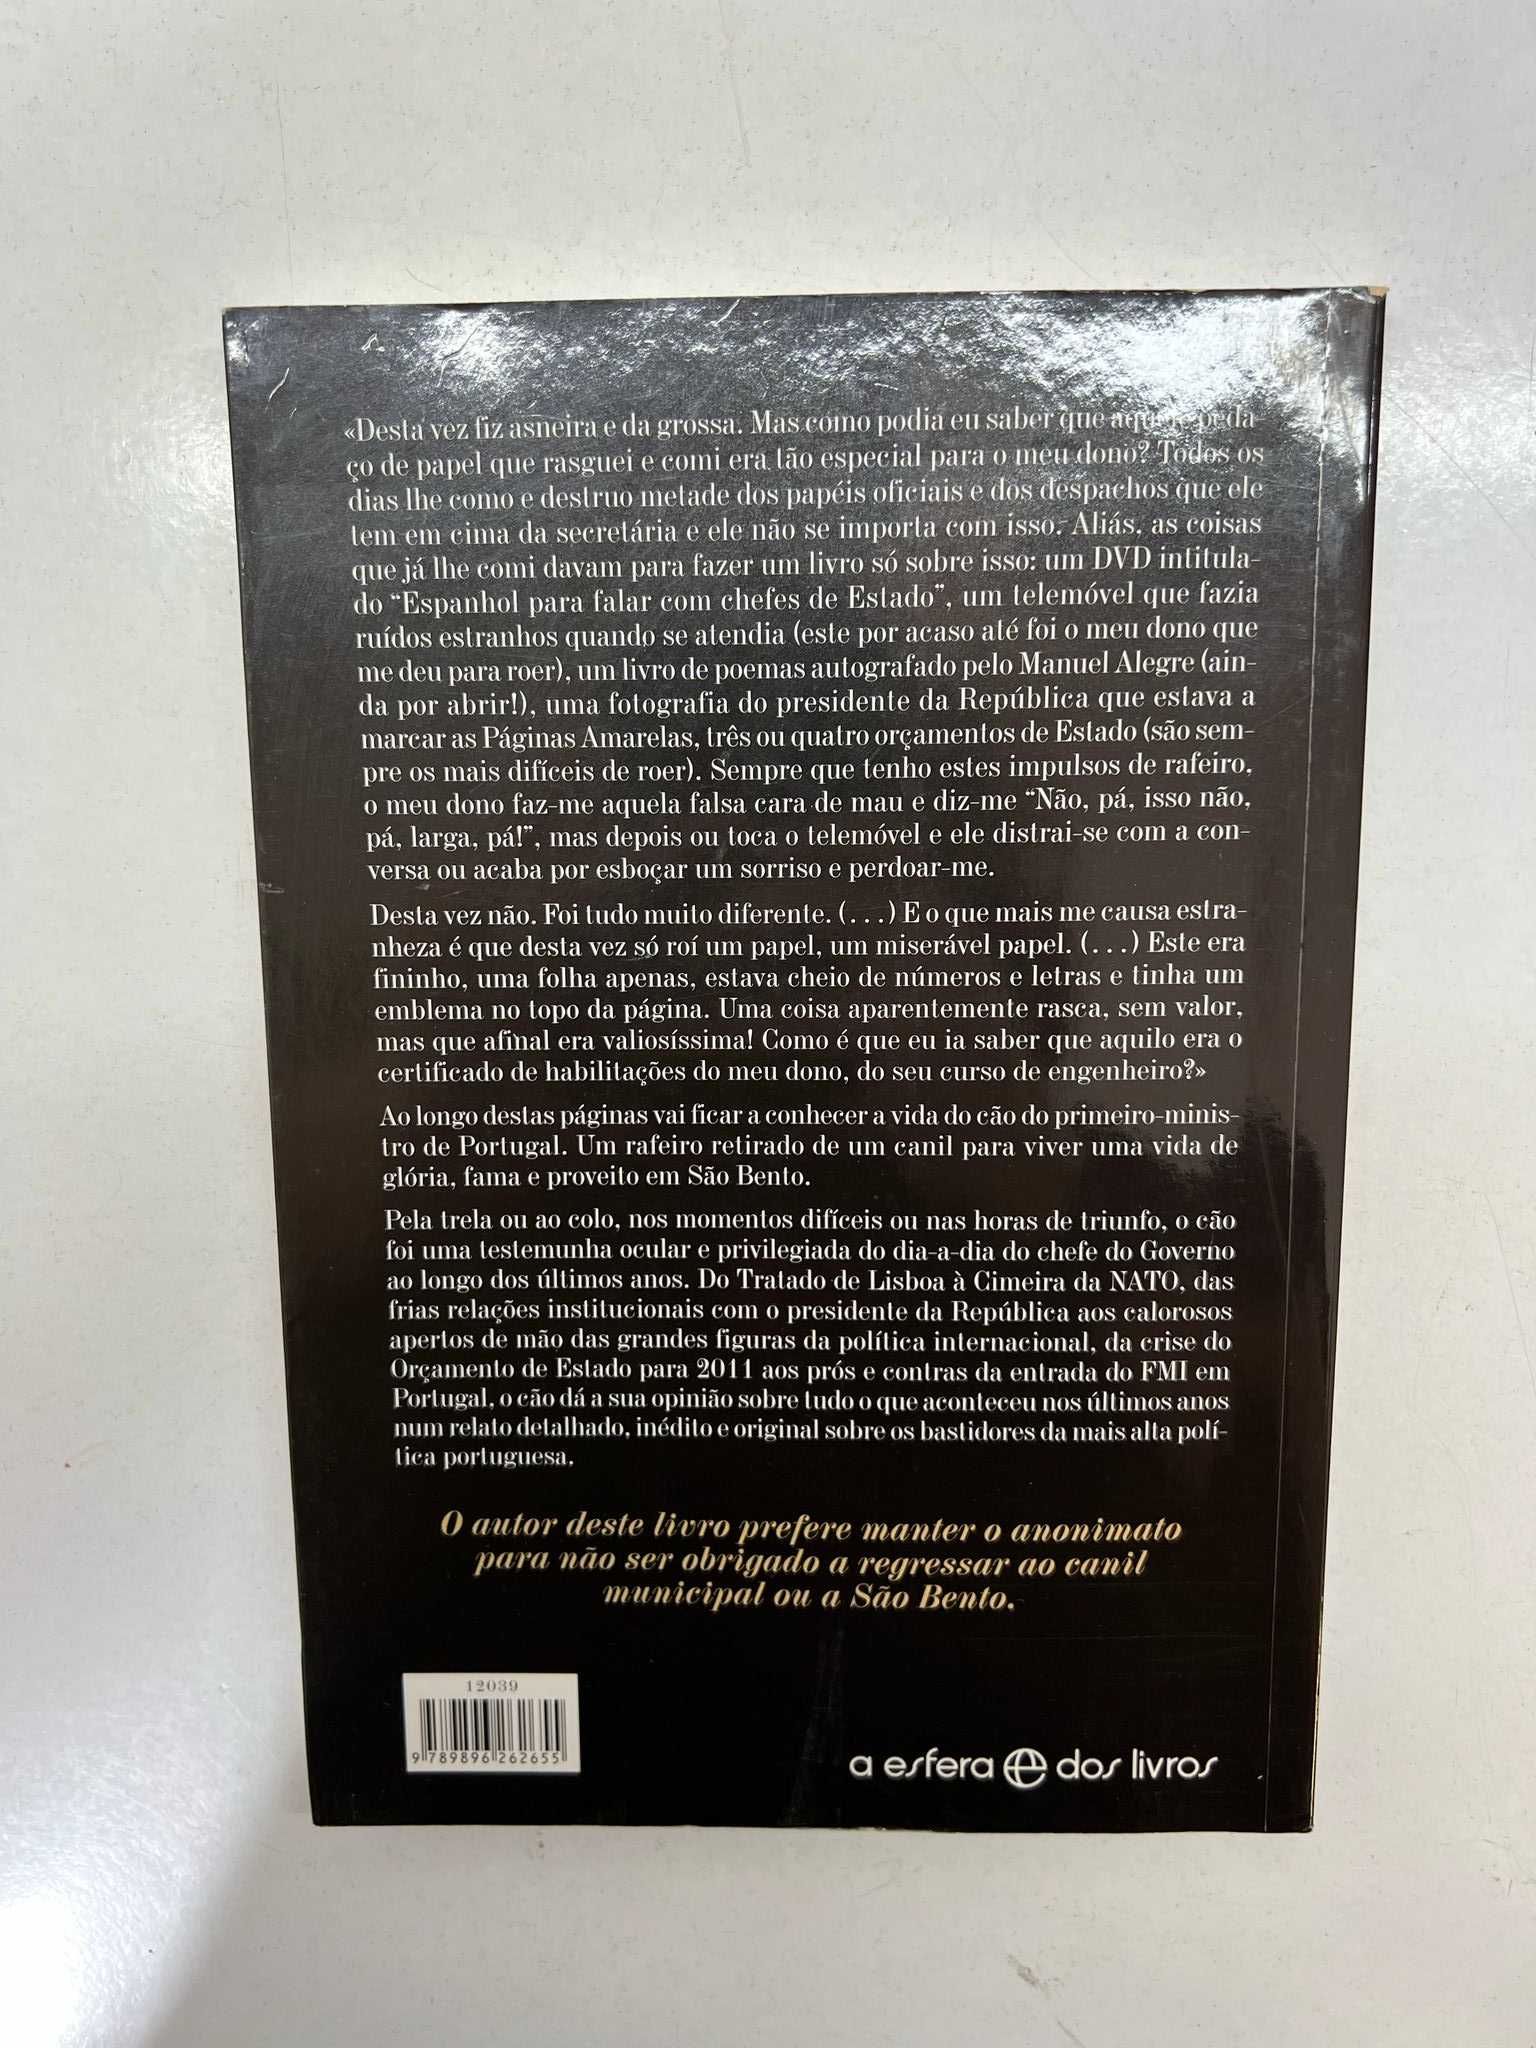 «Desta vez fiz asneira e da grossa. Mas como podia eu saber que aquele peda-
ço de papel que rasguei e comi era tão especial para o meu dono? Todos os
dias lhe como e destruo metade dos papéis oficiais e dos despachos que ele
tem em cima da secretária e ele não se importa com isso. Aliás, as coisas
que já lhe comi davam para fazer um livro só sobre isso: um DVD intitula-
do “Espanhol para falar com chefes de Estado”, um telemóvel que fazia
ruídos estranhos quando se atendia (este por acaso até foi o meu dono que
me deu para roer), um livro de poemas autografado pelo Manuel Alegre (ain-
da por abrir!), uma fotografia do presidente da República que estava a
marcar as Páginas Amarelas, três ou quatro orçamentos de Estado (são sem-
pre os mais difíceis de roer). Sempre que tenho estes impulsos de rafeiro,
o meu dono faz-me aquela falsa cara de mau e diz-me “Não, pá, isso não,
pá, larga, pá!”, mas depois ou toca o telemóvel e ele distrai-se com a con-
versa ou acaba por esboçar um sorriso e perdoar-me.
Desta vez não. Foi tudo muito diferente. (...) E o que mais me causa estra-
nheza é que desta vez só roí um papel, um miserável papel. (...) Este era
fininho, uma folha apenas, estava cheio de números e letras e tinha um
emblema no topo da página. Uma coisa aparentemente rasca, sem valor,
mas que afinal era valiosíssima! Como é que eu ia saber que aquilo era o
certificado de habilitações do meu dono, do seu curso de engenheiro?»
Ao longo destas páginas vai ficar a conhecer a vida do cão do primeiro-minis-
tro de Portugal. Um rafeiro retirado de um canil para viver uma vida de
glória, fama e proveito em São Bento.
Pela trela ou ao colo, nos momentos difíceis ou nas horas de triunfo, o cão
foi uma testemunha ocular e privilegiada do dia-a-dia do chefe do Governo
ao longo dos últimos anos. Do Tratado de Lisboa à Cimeira da NATO, das
frias relações institucionais com o presidente da República aos calorosos
apertos de mão das grandes figuras da política internacional, da crise do
Orçamento de Estado para 2011 aos prós e contras da entrada do FMI em
Portugal, o cão dá a sua opinião sobre tudo o que aconteceu nos últimos anos
num relato detalhado, inédito e original sobre os bastidores da mais alta polí-
tica portuguesa.
O autor deste livro prefere manter o anonimato
para não ser obrigado a regressar ao canil
municipal ou a São Bento.
12039
9 789896 262655
a esfera dos livros